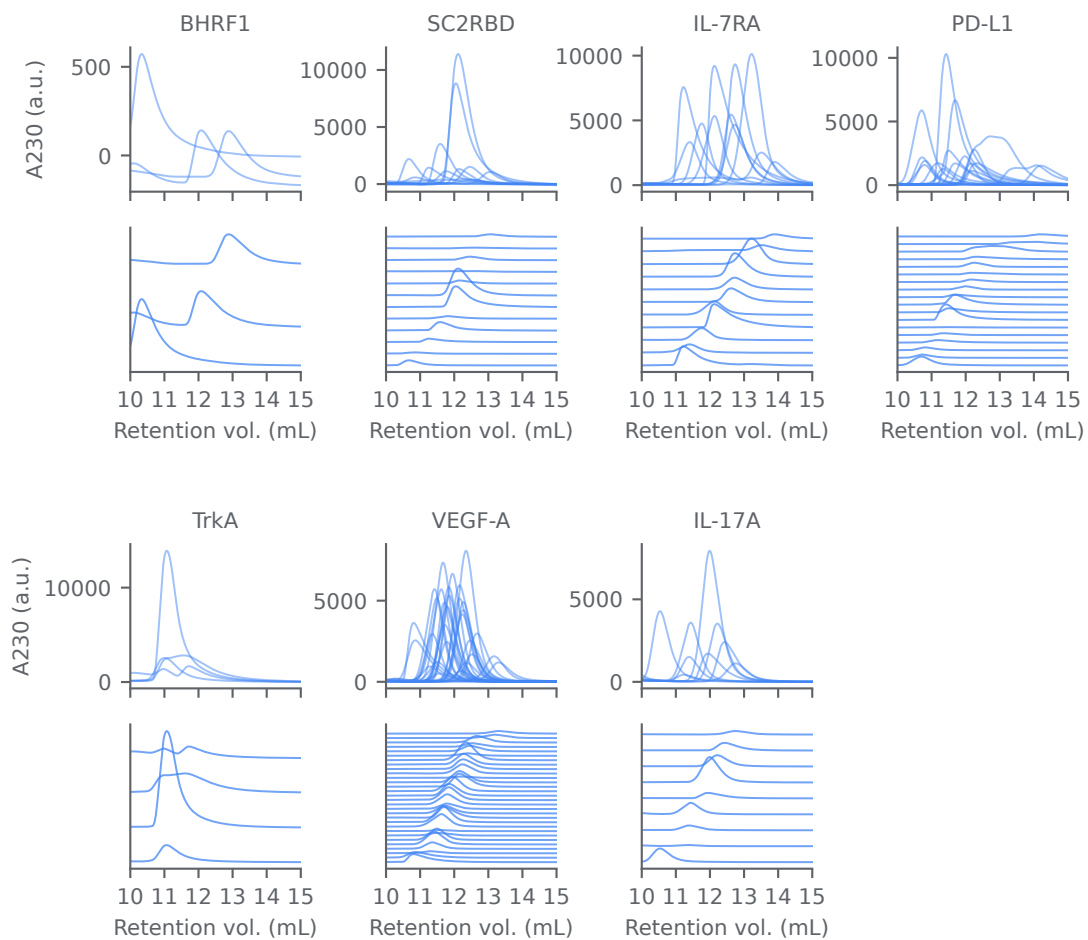 BHRF1 SC2RBD IL-7RA PD-L1
A230 (a.u.)
500
0
10000
5000
0
10000
5000
0
10000
5000
0
10 11 12 13 14 15 10 11 12 13 14 15 10 11 12 13 14 15 10 11 12 13 14 15
Retention vol. (mL) Retention vol. (mL) Retention vol. (mL) Retention vol. (mL)
TrkA VEGF-A IL-17A
A230 (a.u.)
10000
0
5000
0
5000
0
10 11 12 13 14 15 10 11 12 13 14 15 10 11 12 13 14 15
Retention vol. (mL) Retention vol. (mL) Retention vol. (mL)